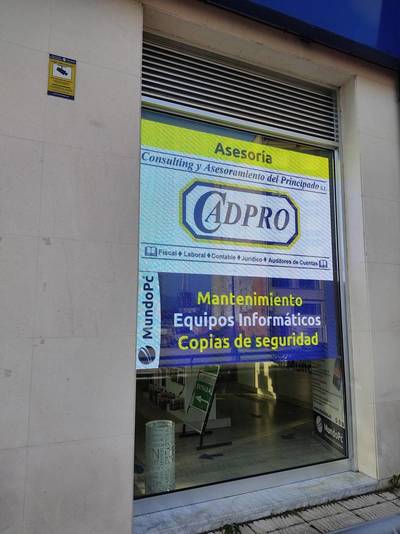 Asesoría
Consulting y Asesoramiento del Principado S.L.
CADPRO
Fiscal ♦ Laboral ♦ Contable ♦ Jurídico ♦ Auditores de Cuentas
MundoPc
Mantenimiento
Equipos Informáticos
Copias de seguridad
MundoPc